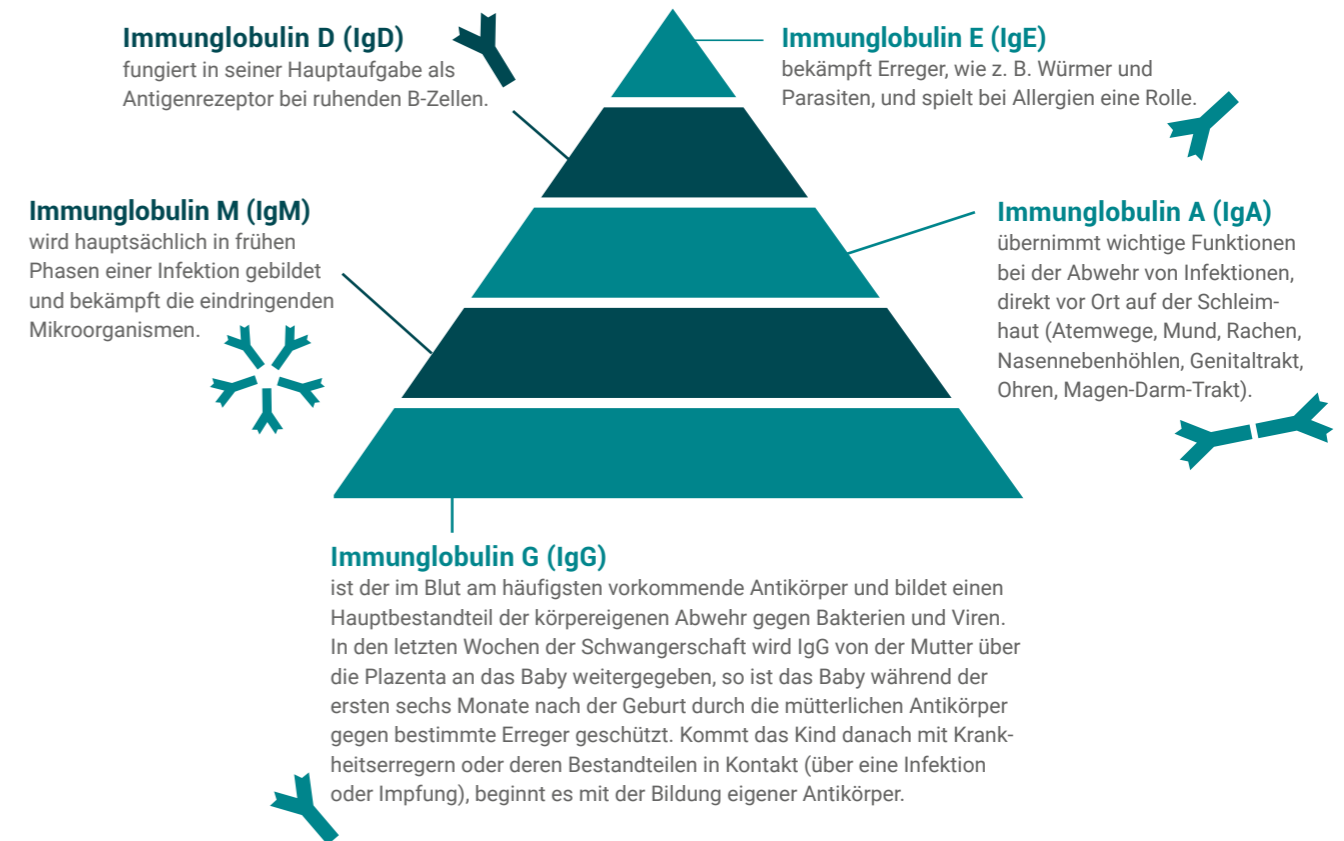 Immunglobulin D (IgD)
fungiert in seiner Hauptaufgabe als
Antigenrezeptor bei ruhenden B-Zellen.
Immunglobulin E (IgE)
bekämpft Erreger, wie z. B. Würmer und
Parasiten, und spielt bei Allergien eine Rolle.
Immunglobulin M (IgM)
wird hauptsächlich in frühen
Phasen einer Infektion gebildet
und bekämpft die eindringenden
Mikroorganismen.
Immunglobulin A (IgA)
übernimmt wichtige Funktionen
bei der Abwehr von Infektionen,
direkt vor Ort auf der Schleim-
haut (Atemwege, Mund, Rachen,
Nasennebenhöhlen, Genitaltrakt,
Ohren, Magen-Darm-Trakt).
Immunglobulin G (IgG)
ist der im Blut am häufigsten vorkommende Antikörper und bildet einen
Hauptbestandteil der körpereigenen Abwehr gegen Bakterien und Viren.
In den letzten Wochen der Schwangerschaft wird IgG von der Mutter über
die Plazenta an das Baby weitergegeben, so ist das Baby während der
ersten sechs Monate nach der Geburt durch die mütterlichen Antikörper
gegen bestimmte Erreger geschützt. Kommt das Kind danach mit Krank-
heitserregern oder deren Bestandteilen in Kontakt (über eine Infektion
oder Impfung), beginnt es mit der Bildung eigener Antikörper.